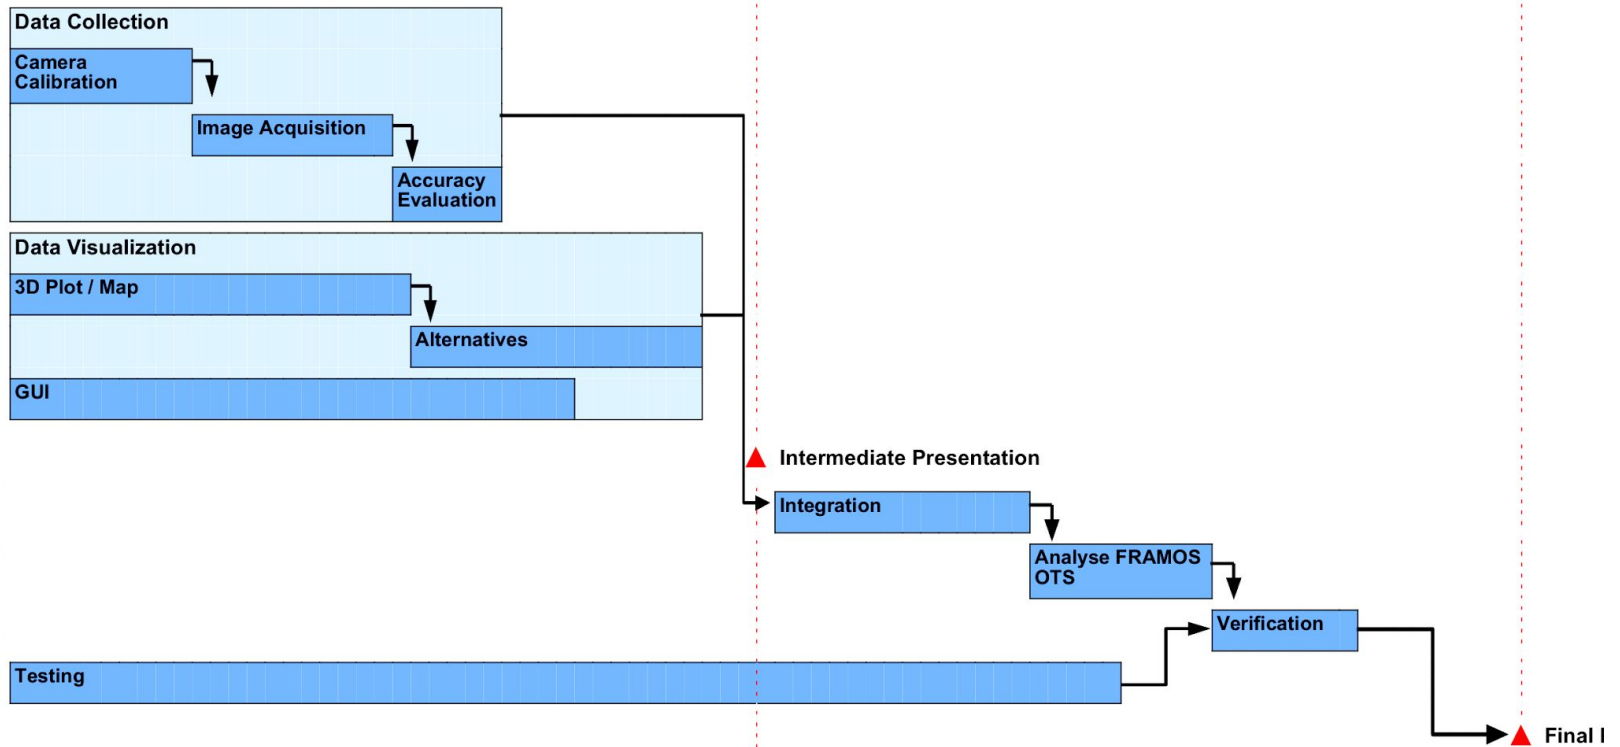 Data Collection
Camera
Calibration
Image Acquisition
Accuracy
Evaluation
Data Visualization
3D Plot / Map
Alternatives
GUI
Intermediate Presentation
Integration
Analyse FRAMOS
OTS
Verification
Testing
Final